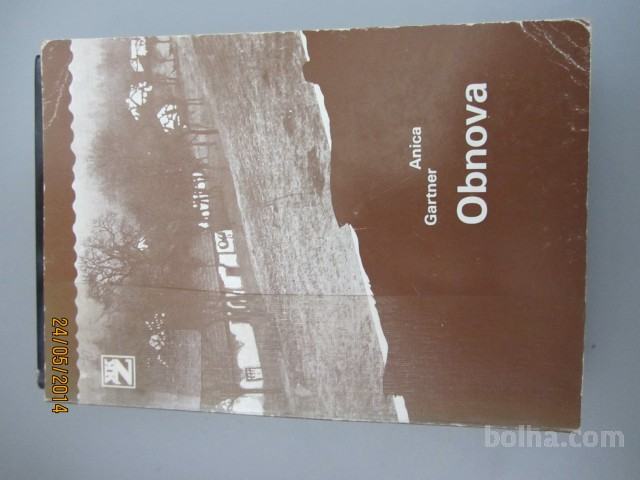 Anica
Gartner
Obnova
24/05/2014
bolha.com